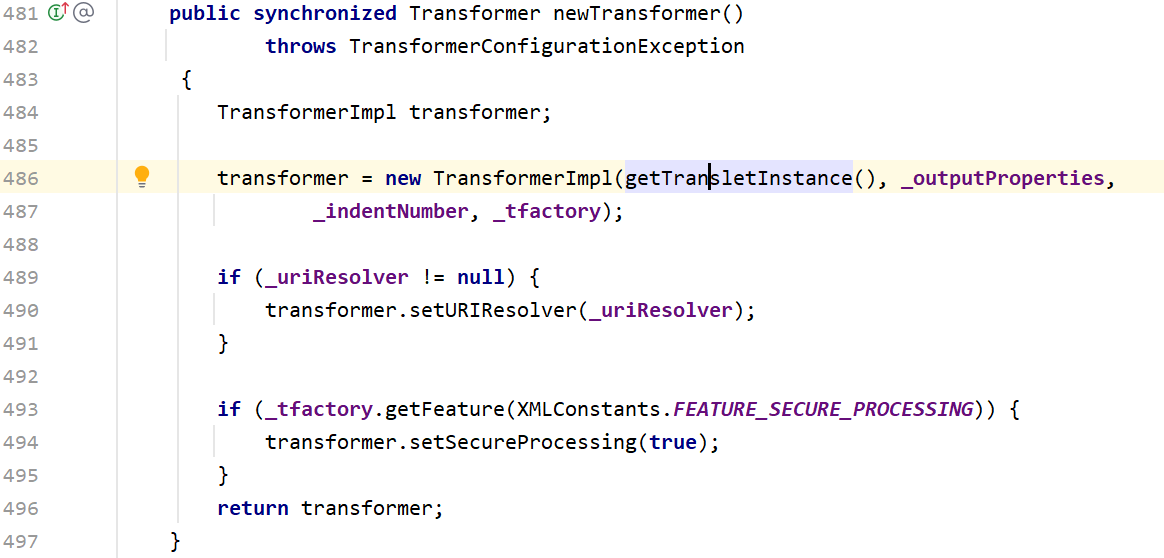 481 public synchronized Transformer newTransformer()
482 throws TransformerConfigurationException
483 {
484 TransformerImpl transformer;
485
486 transformer = new TransformerImpl(getTransletInstance(), _outputProperties,
487 _indentNumber, _tfactory);
488
489 if (_uriResolver != null) {
490 transformer.setURIResolver(_uriResolver);
491 }
492
493 if (_tfactory.getFeature(XMLConstants.FEATURE_SECURE_PROCESSING)) {
494 transformer.setSecureProcessing(true);
495 }
496 return transformer;
497 }